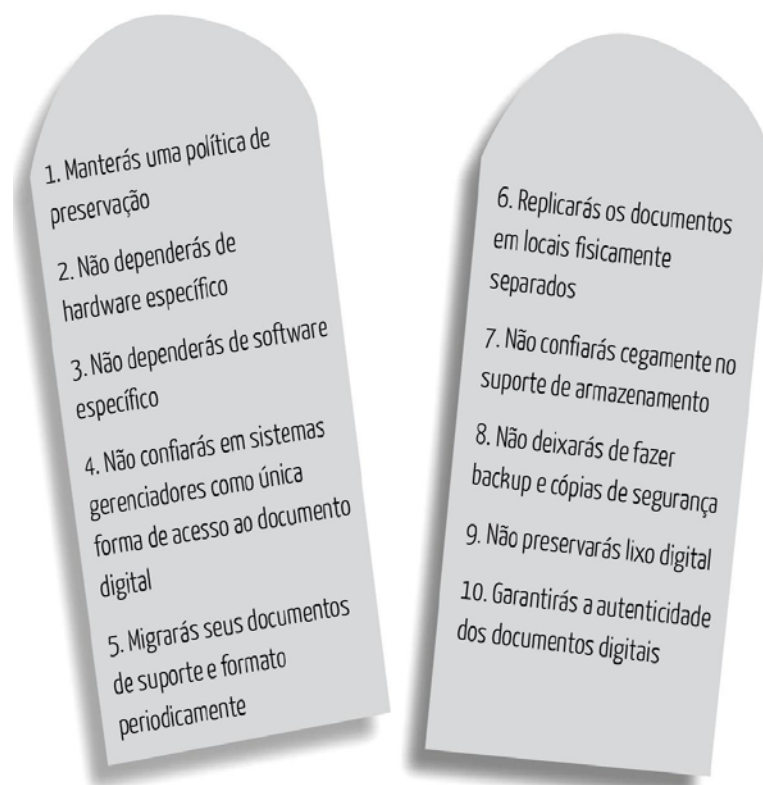 1. Manterás uma política de
preservação
2. Não dependerás de
hardware específico
3. Não dependerás de software
específico
4. Não confiarás em sistemas
gerenciadores como única
forma de acesso ao documento
digital
5. Migrarás seus documentos
de suporte e formato
periodicamente
6. Replicarás os documentos
em locais fisicamente
separados
7. Não confiarás cegamente no
suporte de armazenamento
8. Não deixarás de fazer
backup e cópias de segurança
9. Não preservarás lixo digital
10. Garantirás a autenticidade
dos documentos digitais